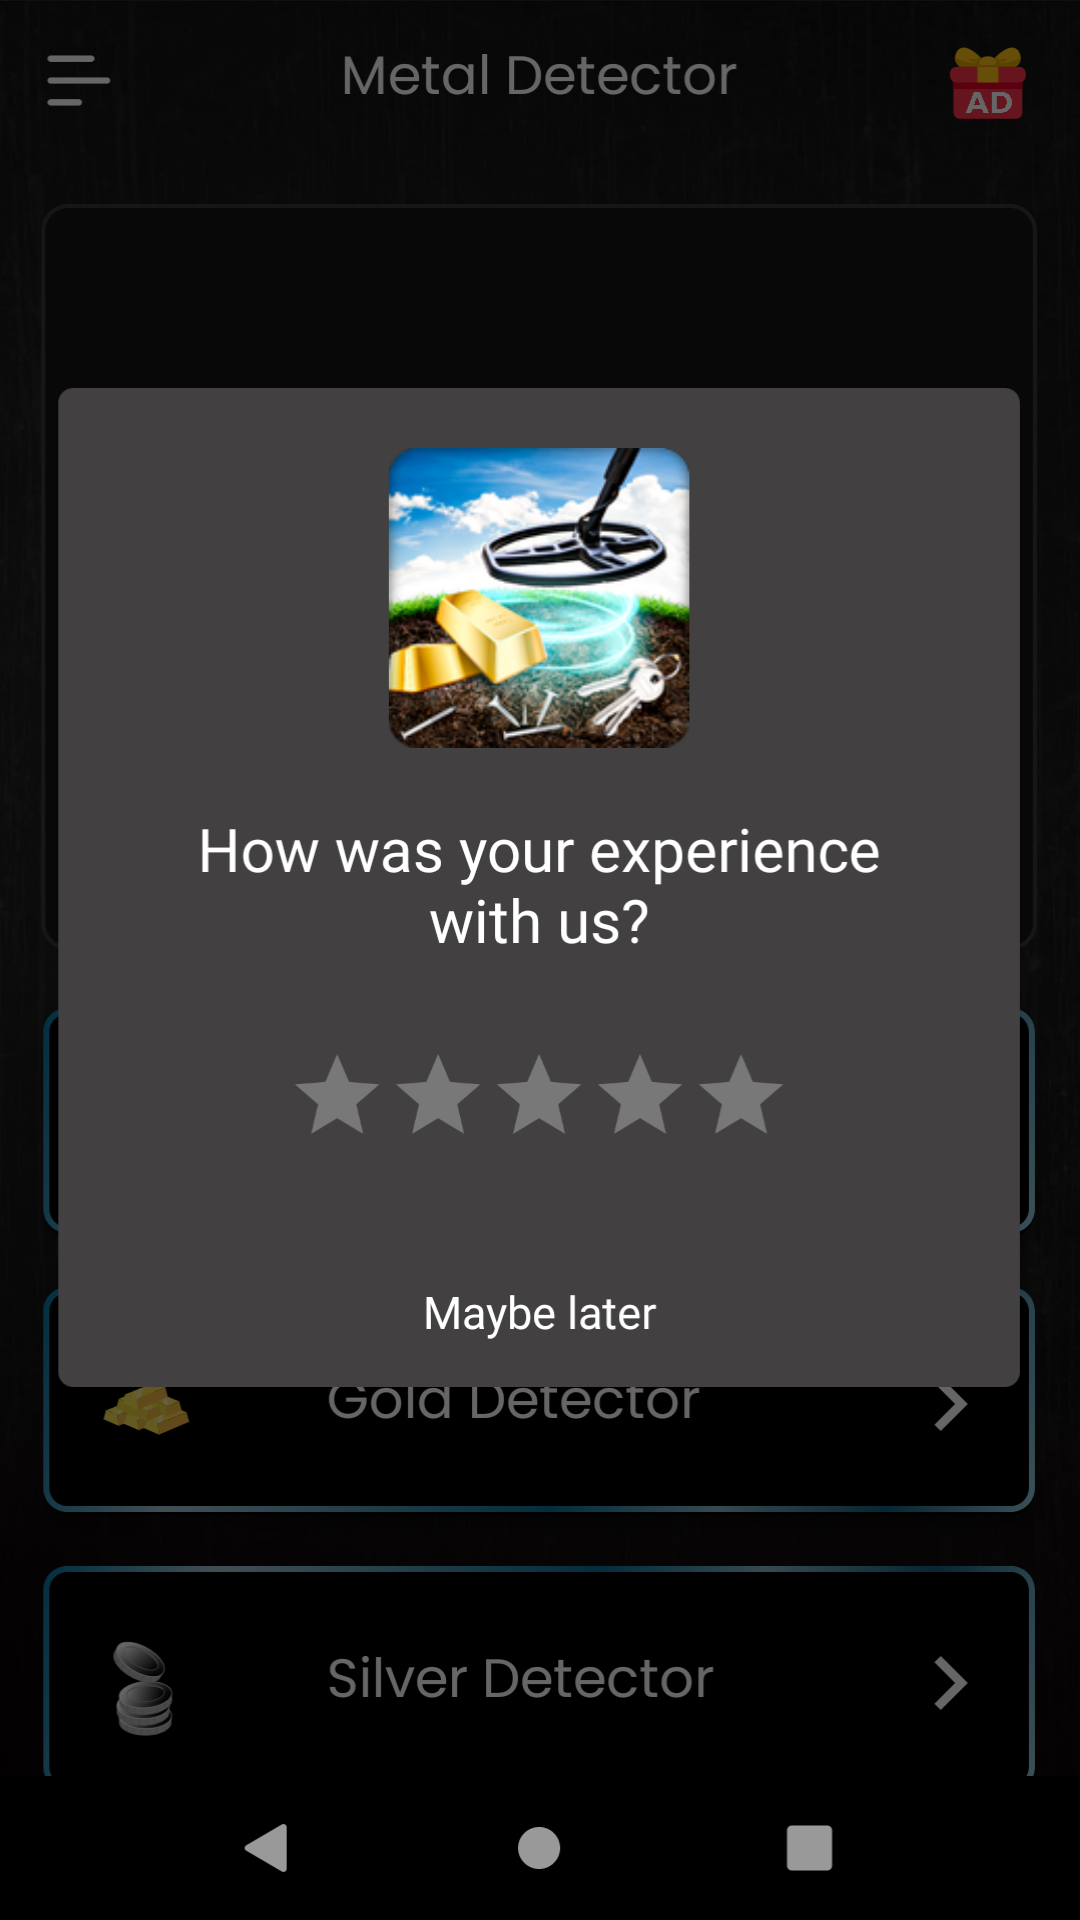 Metal Detector
AD
How was your experience
with us?
Maybe later
Gold Detector
Silver Detector